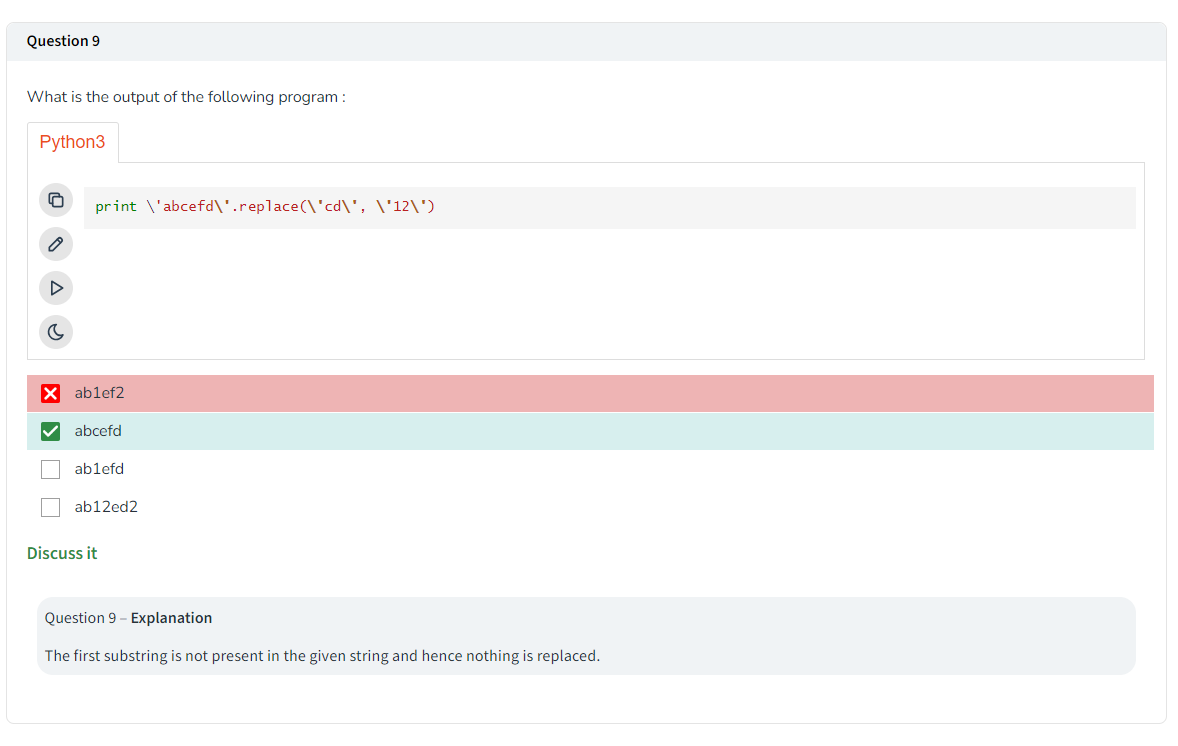 Question 9
What is the output of the following program :
Python3
print \'abcefd\'.replace(\'cd\', \'12\')
ab1ef2
abcefd
ab1efd
ab12ed2
Discuss it
Question 9 – Explanation
The first substring is not present in the given string and hence nothing is replaced.